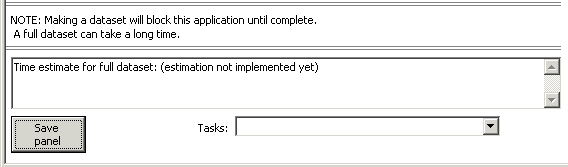 NOTE: Making a dataset will block this application until complete.
A full dataset can take a long time.
Time estimate for full dataset: (estimation not implemented yet)
Save
panel
Tasks: